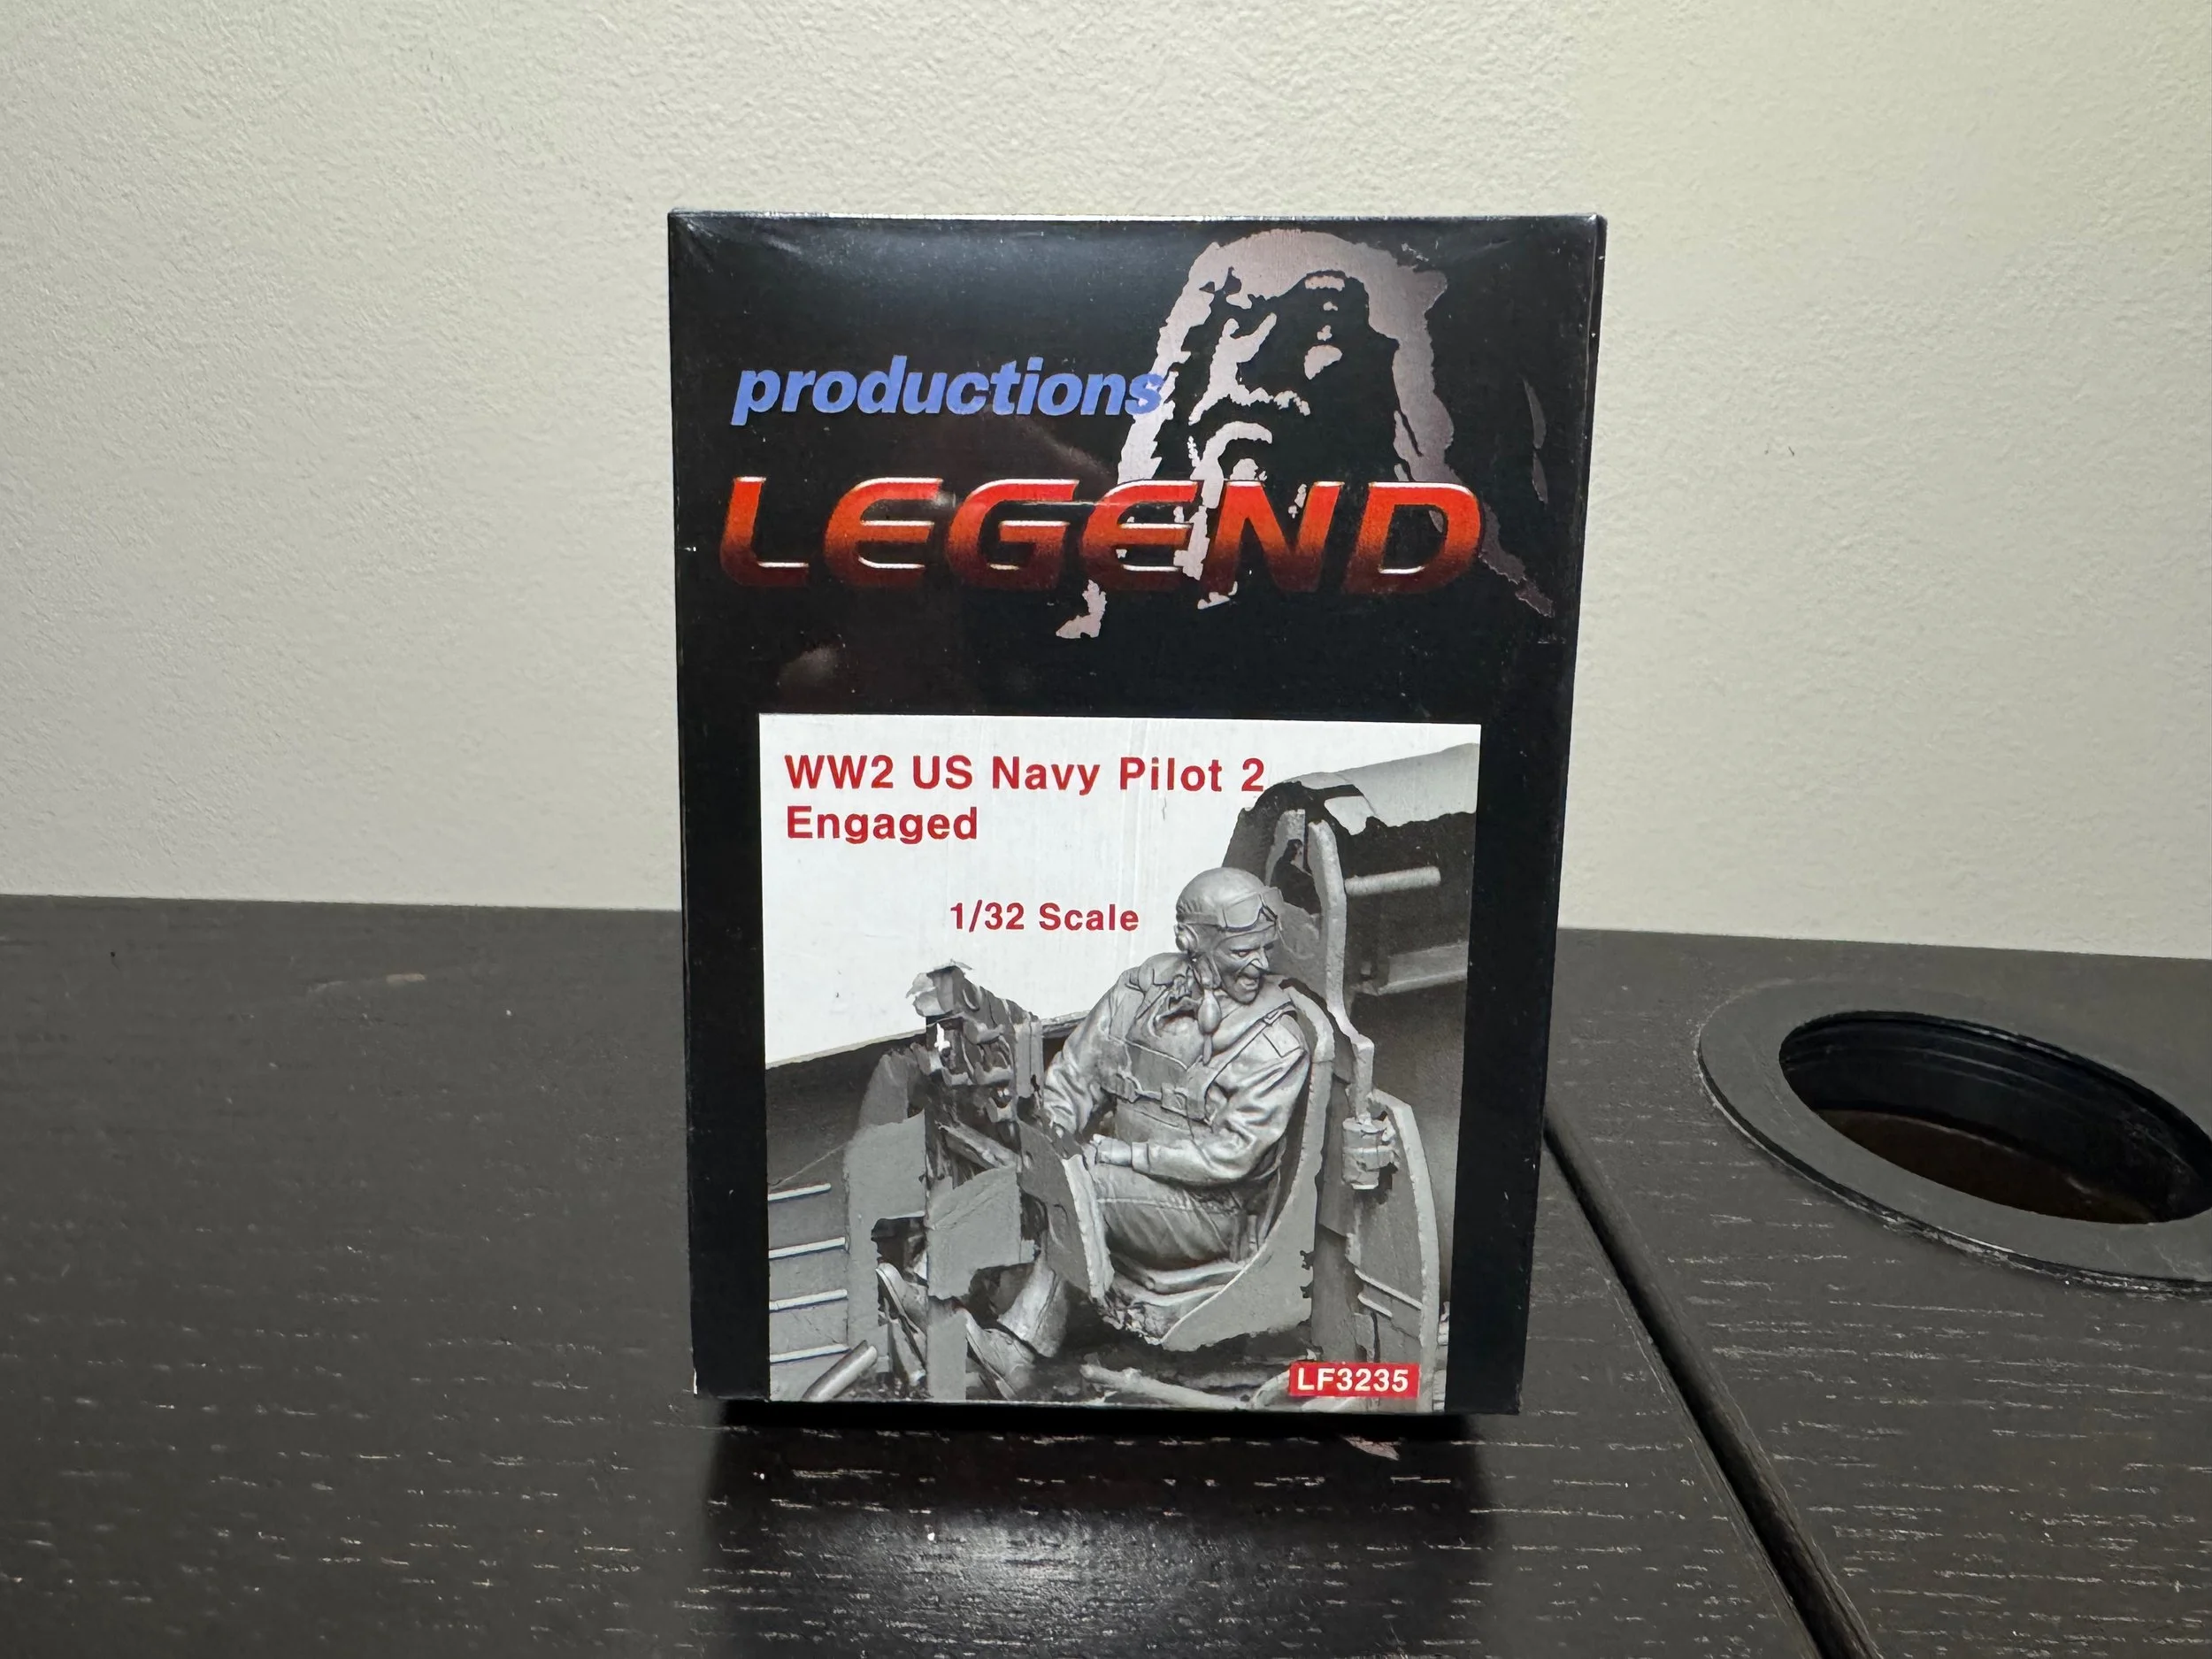 productions
LEGEND
WW2 US Navy Pilot 2
Engaged
1/32 Scale
LF3235